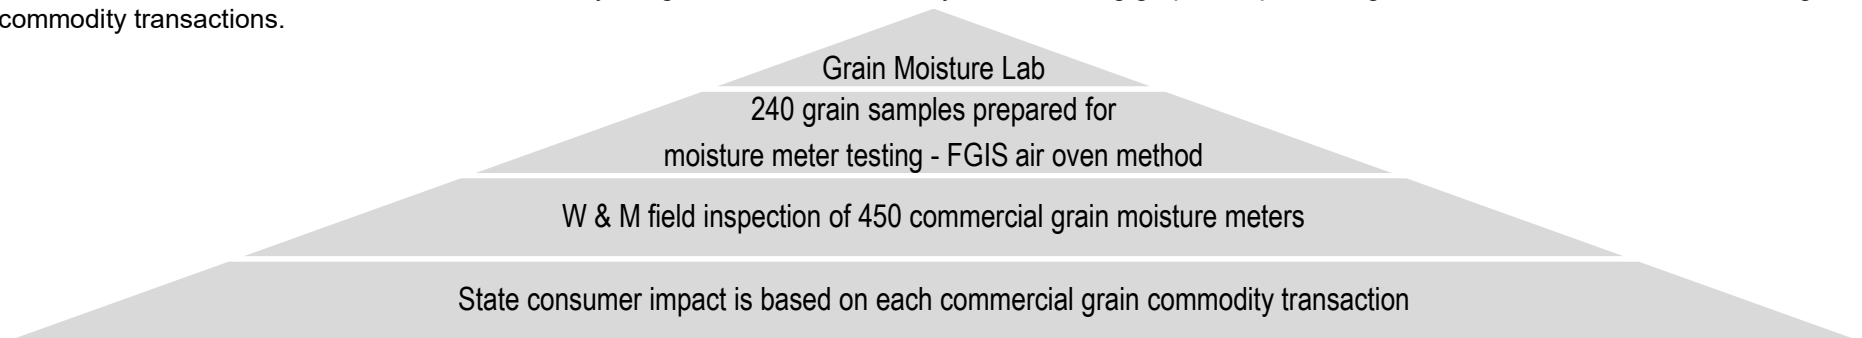 commodity transactions.
Grain Moisture Lab
240 grain samples prepared for
moisture meter testing - FGIS air oven method
W & M field inspection of 450 commercial grain moisture meters
State consumer impact is based on each commercial grain commodity transaction